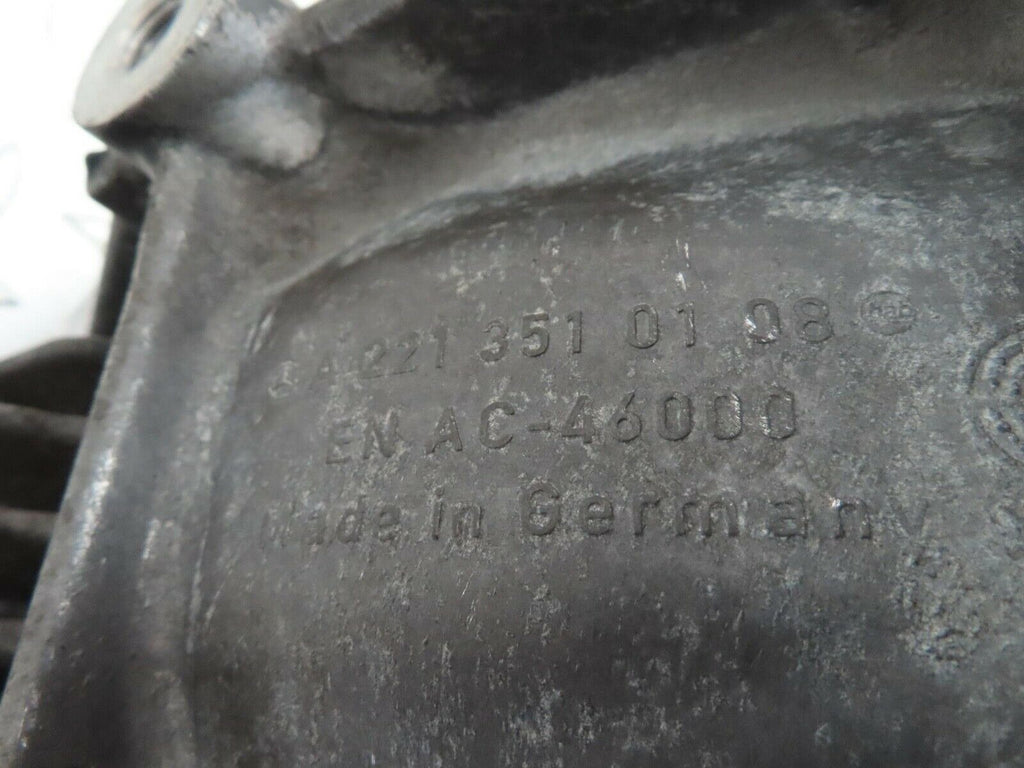 A 221 351 01 08
EN AC-46000
Made in Germany